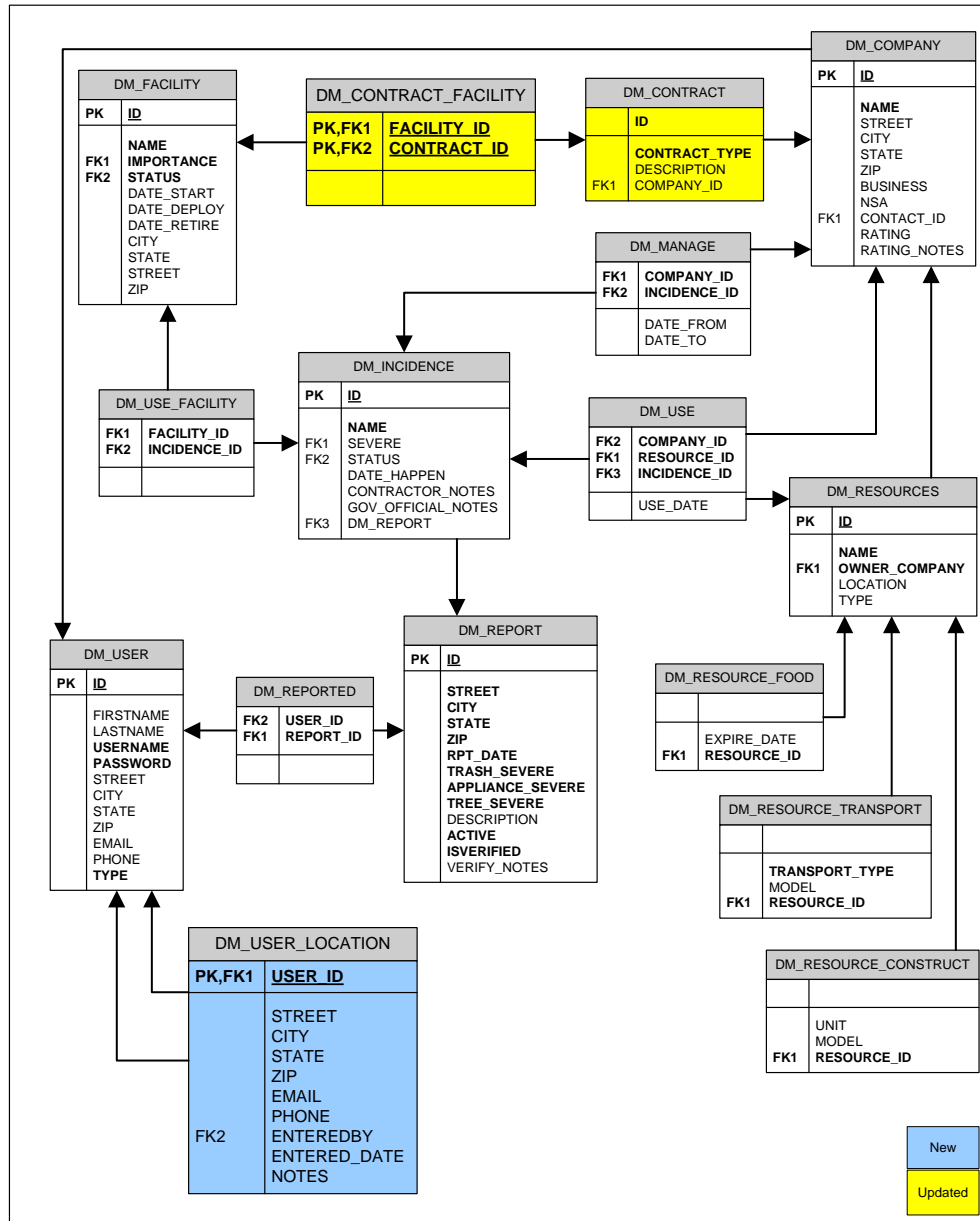 DM_COMPANY
PK ID
NAME
STREET
CITY
STATE
ZIP
BUSINESS
NSA
FK1 CONTACT_ID
RATING
RATING_NOTES
DM_FACILITY
PK ID
NAME
FK1 IMPORTANCE
FK2 STATUS
DATE_START
DATE_DEPLOY
DATE_RETIRE
CITY
STATE
STREET
ZIP
DM_CONTRACT_FACILITY
PK,FK1 FACILITY_ID
PK,FK2 CONTRACT_ID
DM_CONTRACT
ID
CONTRACT_TYPE
DESCRIPTION
FK1 COMPANY_ID
DM_MANAGE
FK1 COMPANY_ID
FK2 INCIDENCE_ID
DATE_FROM
DATE_TO
DM_INCIDENCE
PK ID
NAME
FK1 SEVERE
FK2 STATUS
DATE_HAPPEN
CONTRACTOR_NOTES
GOV_OFFICIAL_NOTES
FK3 DM_REPORT
DM_USE_FACILITY
FK1 FACILITY_ID
FK2 INCIDENCE_ID
DM_USE
FK2 COMPANY_ID
FK1 RESOURCE_ID
FK3 INCIDENCE_ID
USE_DATE
DM_RESOURCES
PK ID
NAME
FK1 OWNER_COMPANY
LOCATION
TYPE
DM_USER
PK ID
FIRSTNAME
LASTNAME
USERNAME
PASSWORD
STREET
CITY
STATE
ZIP
EMAIL
PHONE
TYPE
DM_REPORTED
FK2 USER_ID
FK1 REPORT_ID
DM_REPORT
PK ID
STREET
CITY
STATE
ZIP
RPT_DATE
TRASH_SEVERE
APPLIANCE_SEVERE
TREE_SEVERE
DESCRIPTION
ACTIVE
ISVERIFIED
VERIFY_NOTES
DM_RESOURCE_FOOD
EXPIRE_DATE
FK1 RESOURCE_ID
DM_RESOURCE_TRANSPORT
TRANSPORT_TYPE
MODEL
FK1 RESOURCE_ID
DM_RESOURCE_CONSTRUCT
UNIT
MODEL
FK1 RESOURCE_ID
DM_USER_LOCATION
PK,FK1 USER_ID
STREET
CITY
STATE
ZIP
EMAIL
PHONE
FK2 ENTEREDBY
ENTERED_DATE
NOTES
New
Updated